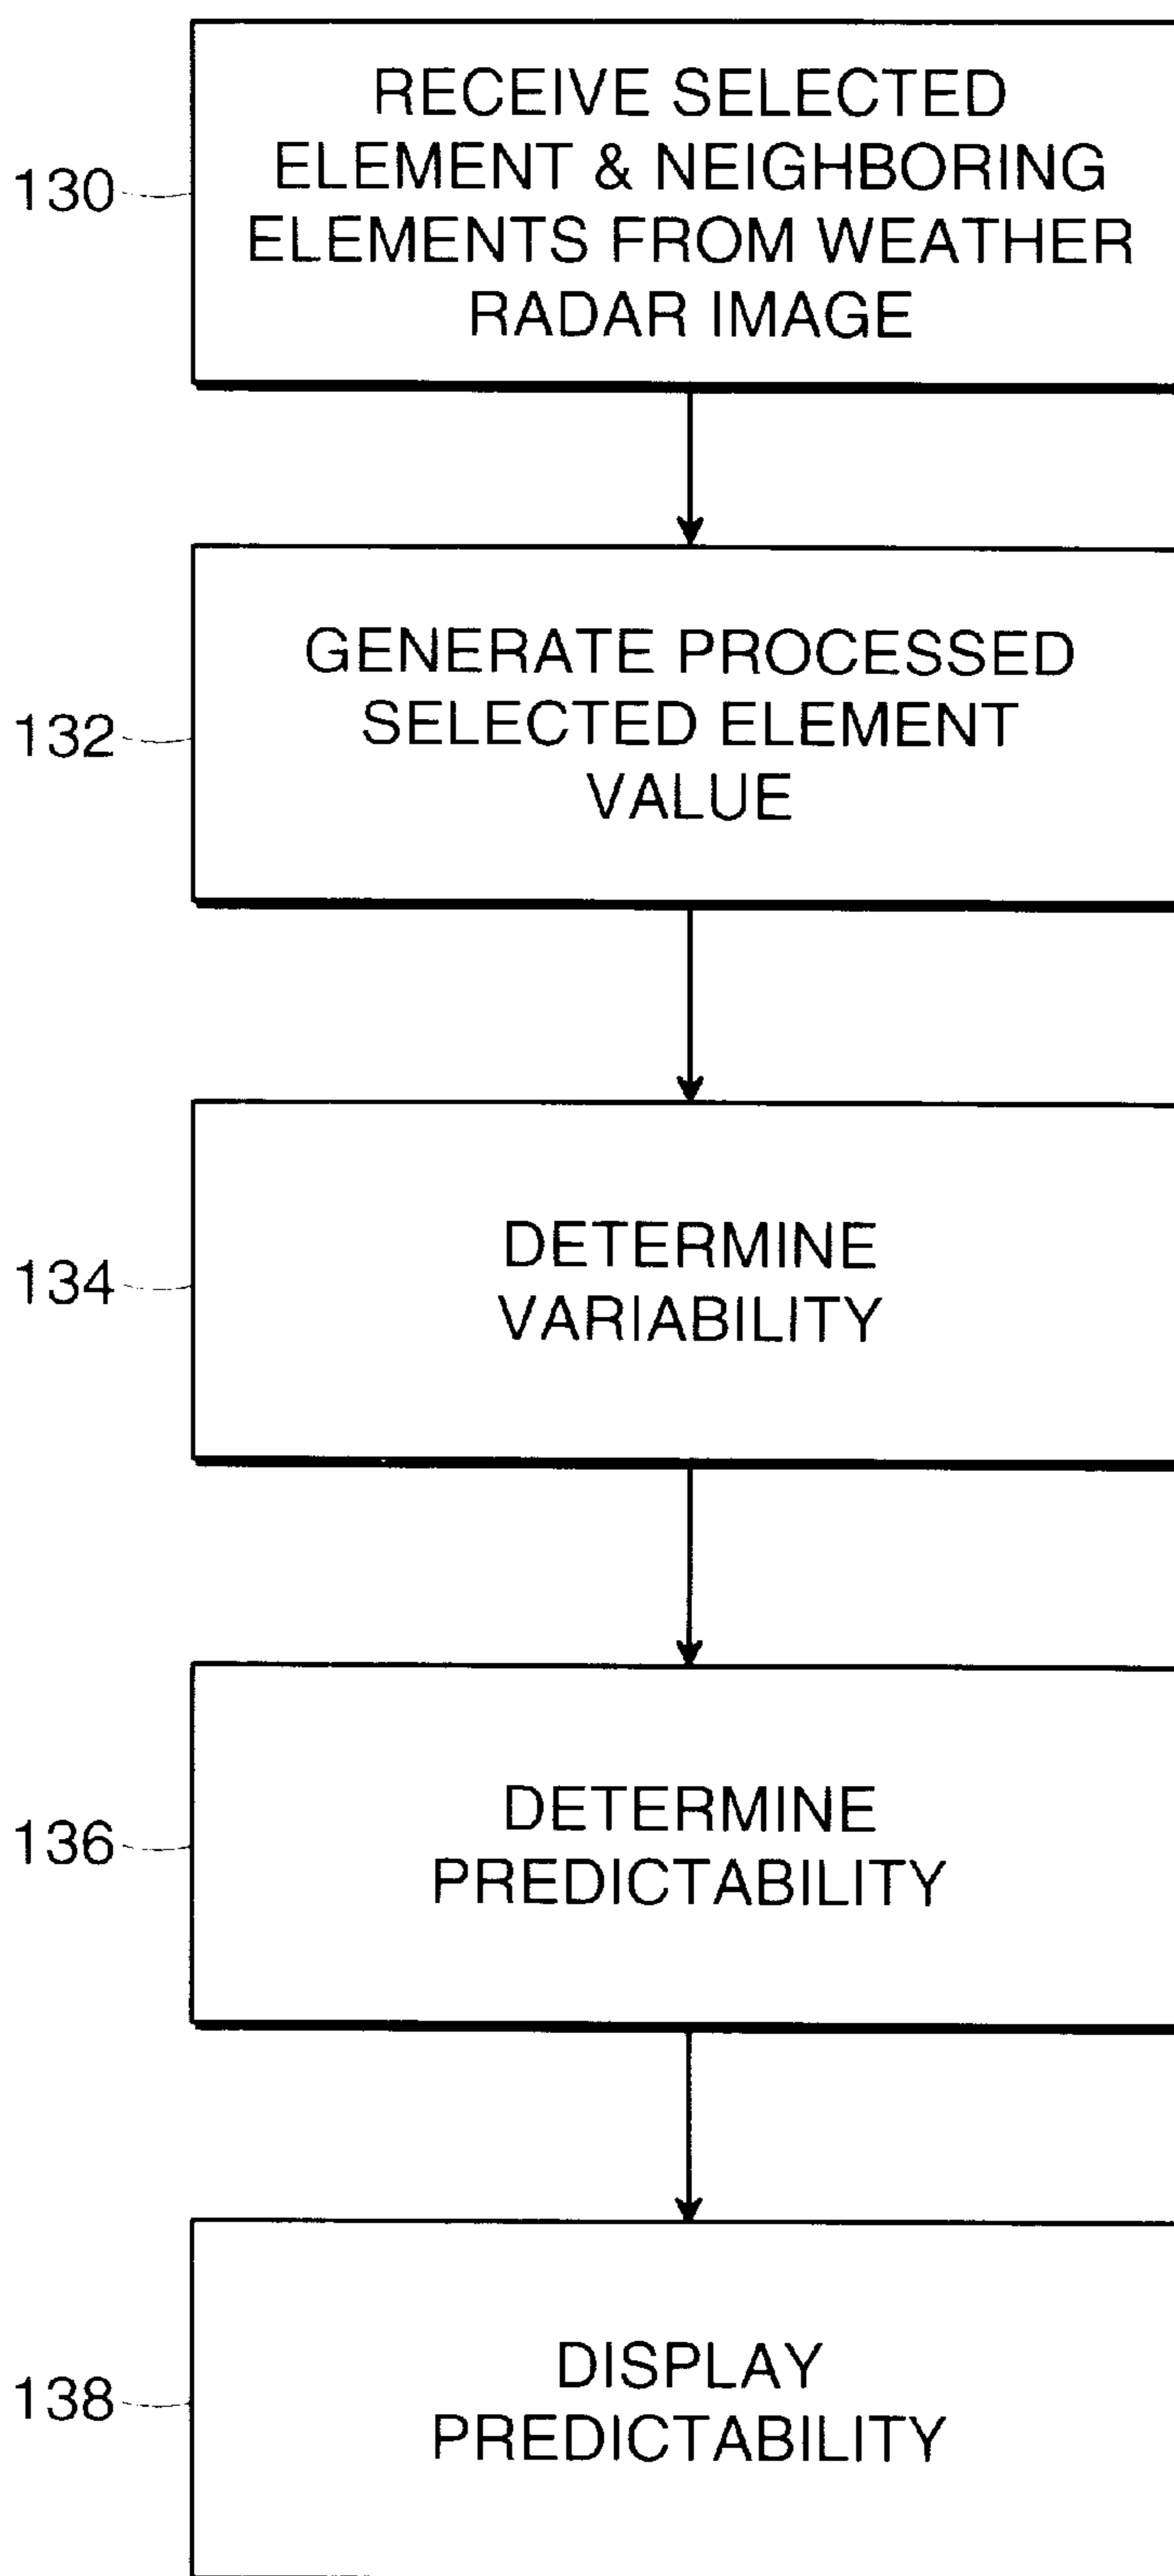 130
RECEIVE SELECTED
ELEMENT & NEIGHBORING
ELEMENTS FROM WEATHER
RADAR IMAGE
132
GENERATE PROCESSED
SELECTED ELEMENT
VALUE
134
DETERMINE
VARIABILITY
136
DETERMINE
PREDICTABILITY
138
DISPLAY
PREDICTABILITY